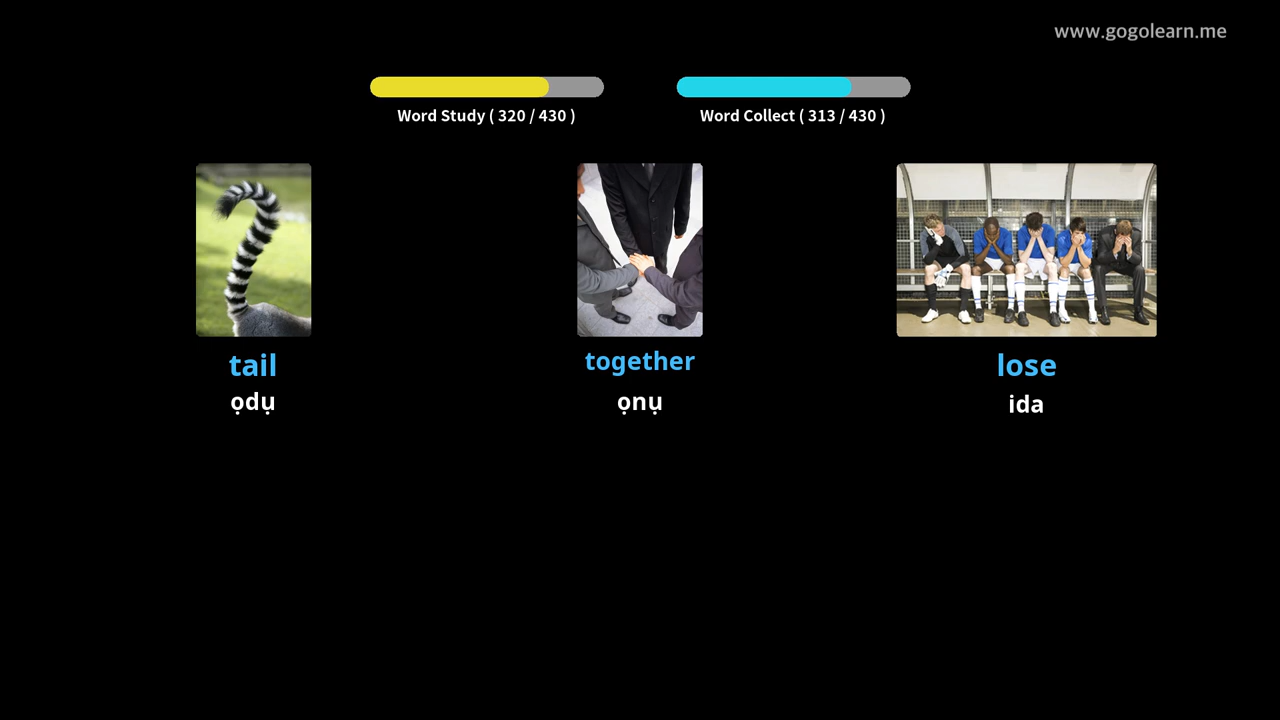 www.gogolearn.me
Word Study ( 320 / 430 )
Word Collect ( 313 / 430 )
tail
ọdụ
together
ọnụ
lose
ida